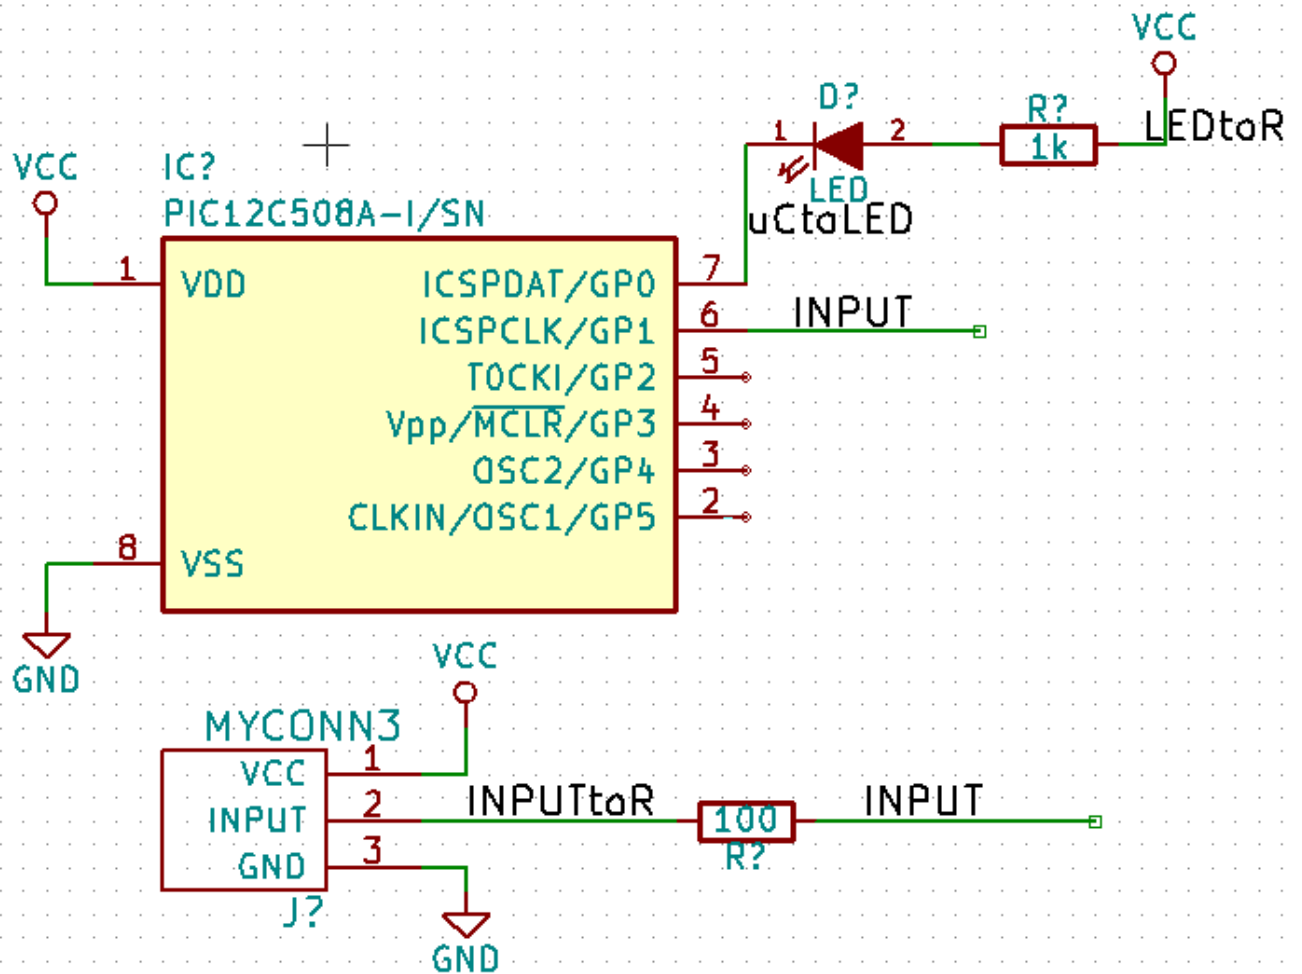 VCC
D?
R?
LEDtoR
1
2
1k
VCC
IC?
LED
PIC12C508A-I/SN
uCtoLED
1
VDD
ICSPDAT/GP0
7
INPUT
ICSPCLK/GP1
6
T0CKI/GP2
5
Vpp/MCLR/GP3
4
OSC2/GP4
3
CLKIN/OSC1/GP5
2
8
VSS
GND
VCC
MYCONN3
VCC
1
INPUTtoR
INPUT
INPUT
2
100
R?
GND
3
J?
GND